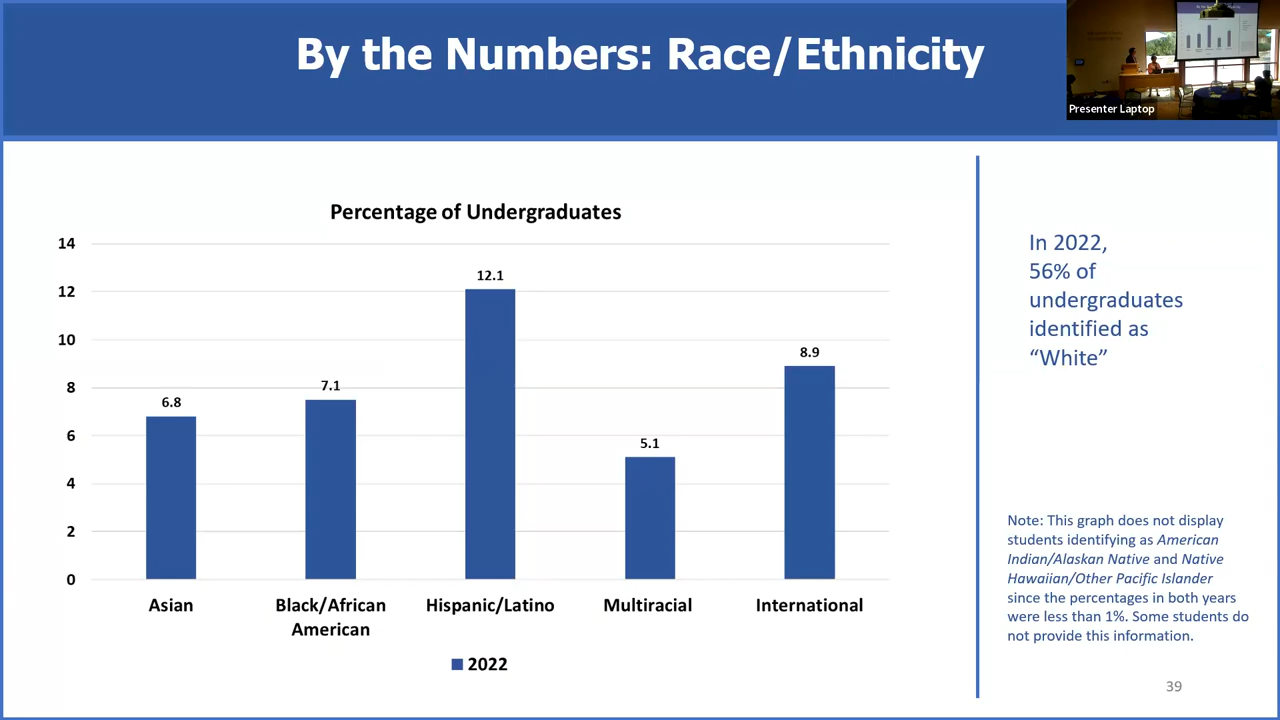 By the Numbers: Race/Ethnicity
Presenter Laptop
Percentage of Undergraduates
14
12
10
8
6
4
2
0
6.8
7.1
12.1
5.1
8.9
Asian
Black/African
American
Hispanic/Latino
Multiracial
International
2022
In 2022,
56% of
undergraduates
identified as
“White”
Note: This graph does not display
students identifying as American
Indian/Alaskan Native and Native
Hawaiian/Other Pacific Islander
since the percentages in both years
were less than 1%. Some students do
not provide this information.
39